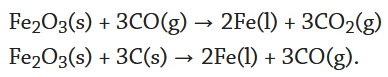 Fe₂O₃(s) + 3CO(g) → 2Fe(l) + 3CO₂(g)
Fe₂O₃(s) + 3C(s) → 2Fe(l) + 3CO(g).